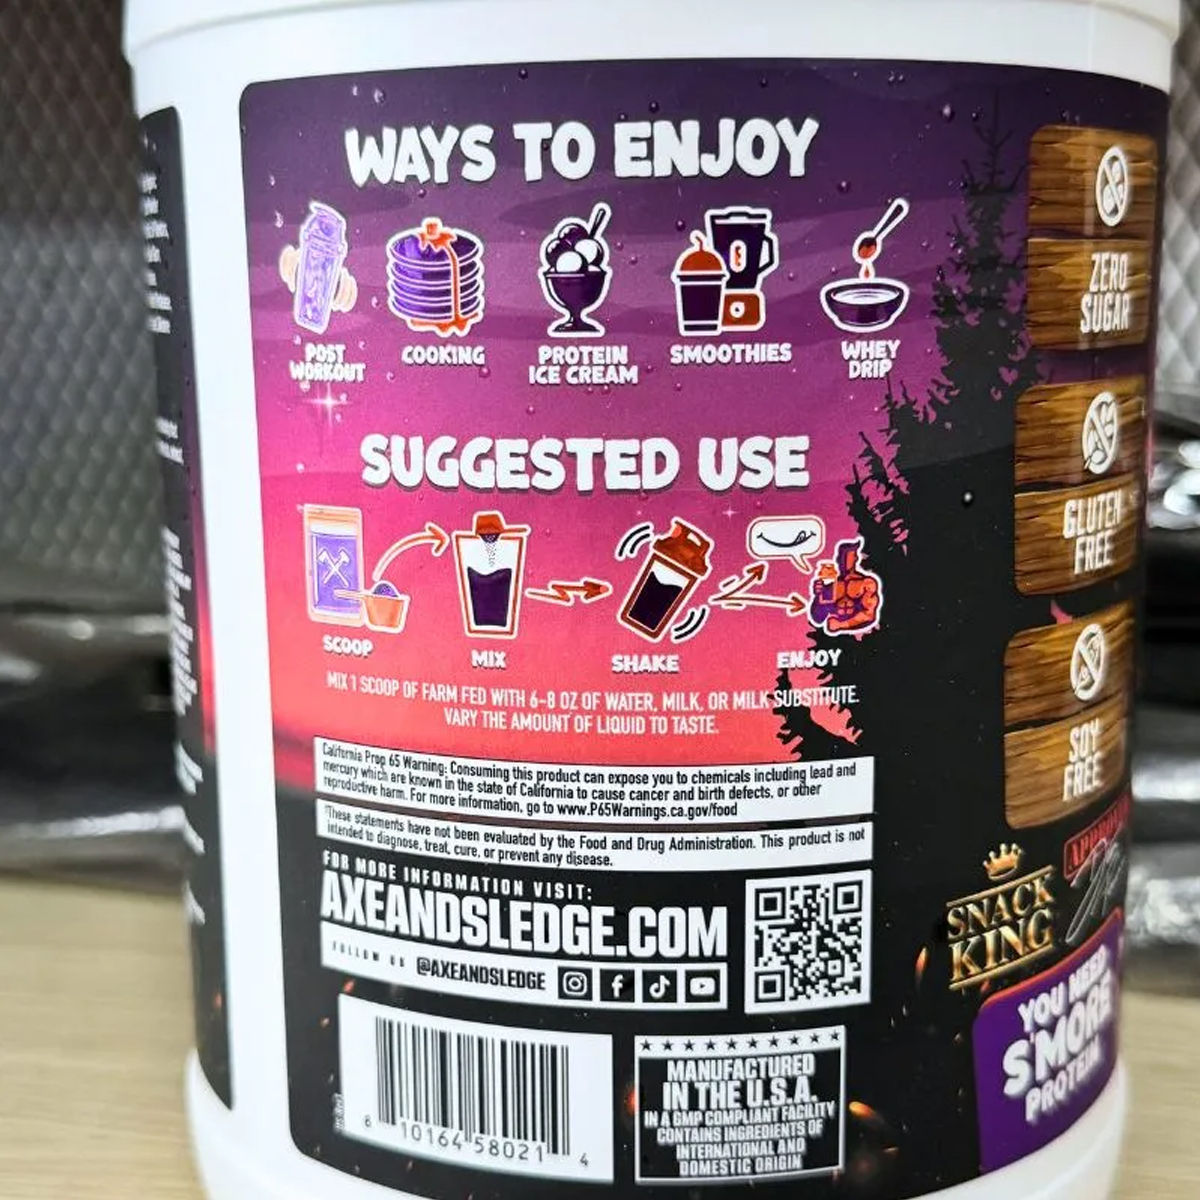 WAYS TO ENJOY
POST WORKOUT
COOKING
PROTEIN ICE CREAM
SMOOTHIES
WHEY DRIP
SUGGESTED USE
SCOOP
MIX
SHAKE
ENJOY
MIX 1 SCOOP OF FARM FED WITH 6-8 OZ OF WATER, MILK, OR MILK SUBSTITUTE.
VARY THE AMOUNT OF LIQUID TO TASTE.
California Prop 65 Warning: Consuming this product can expose you to chemicals including lead and
mercury which are known in the state of California to cause cancer and birth defects, or other
reproductive harm. For more information, go to www.P65Warnings.ca.gov/food
†These statements have not been evaluated by the Food and Drug Administration. This product is not
intended to diagnose, treat, cure, or prevent any disease.
FOR MORE INFORMATION VISIT:
AXEANDSLEDGE.COM
FOLLOW US @AXEANDSLEDGE
8 10164 58021 4
MANUFACTURED
IN THE U.S.A.
IN A GMP COMPLIANT FACILITY
CONTAINS INGREDIENTS OF
INTERNATIONAL AND
DOMESTIC ORIGIN
ZERO
SUGAR
GLUTEN
FREE
SOY
FREE
SNACK
KING
YOU NEED
S'MORE
PROTEIN